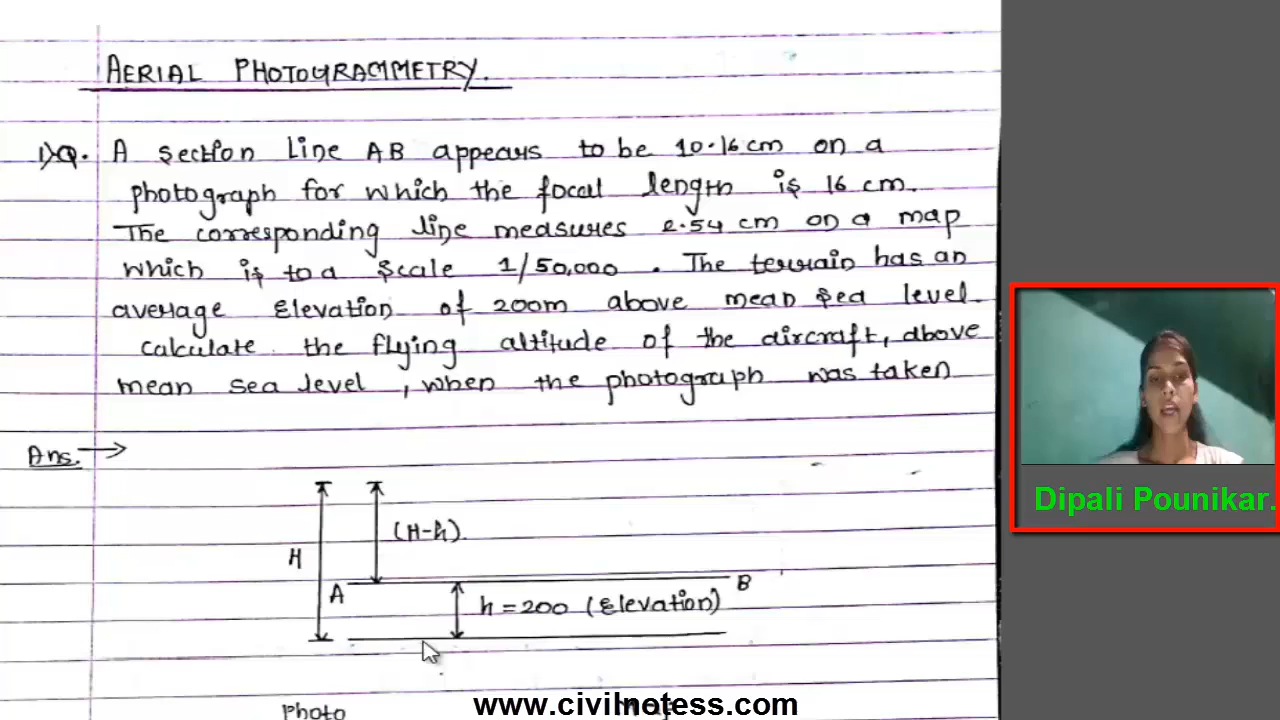 AERIAL PHOTOGRAMMETRY.
1) Q. A section line AB appears to be 10.16 cm on a
photograph for which the focal length is 16 cm.
The corresponding line measures 2.54 cm on a map
which is to a scale 1/50,000. The terrain has an
average Elevation of 200m above mean sea level.
calculate the flying altitude of the aircraft, above
mean sea level, when the photograph was taken
Ans. →
H
(H-h).
A
B
h = 200 (Elevation)
Photo
www.civilnotess.com
Dipali Pounikar.